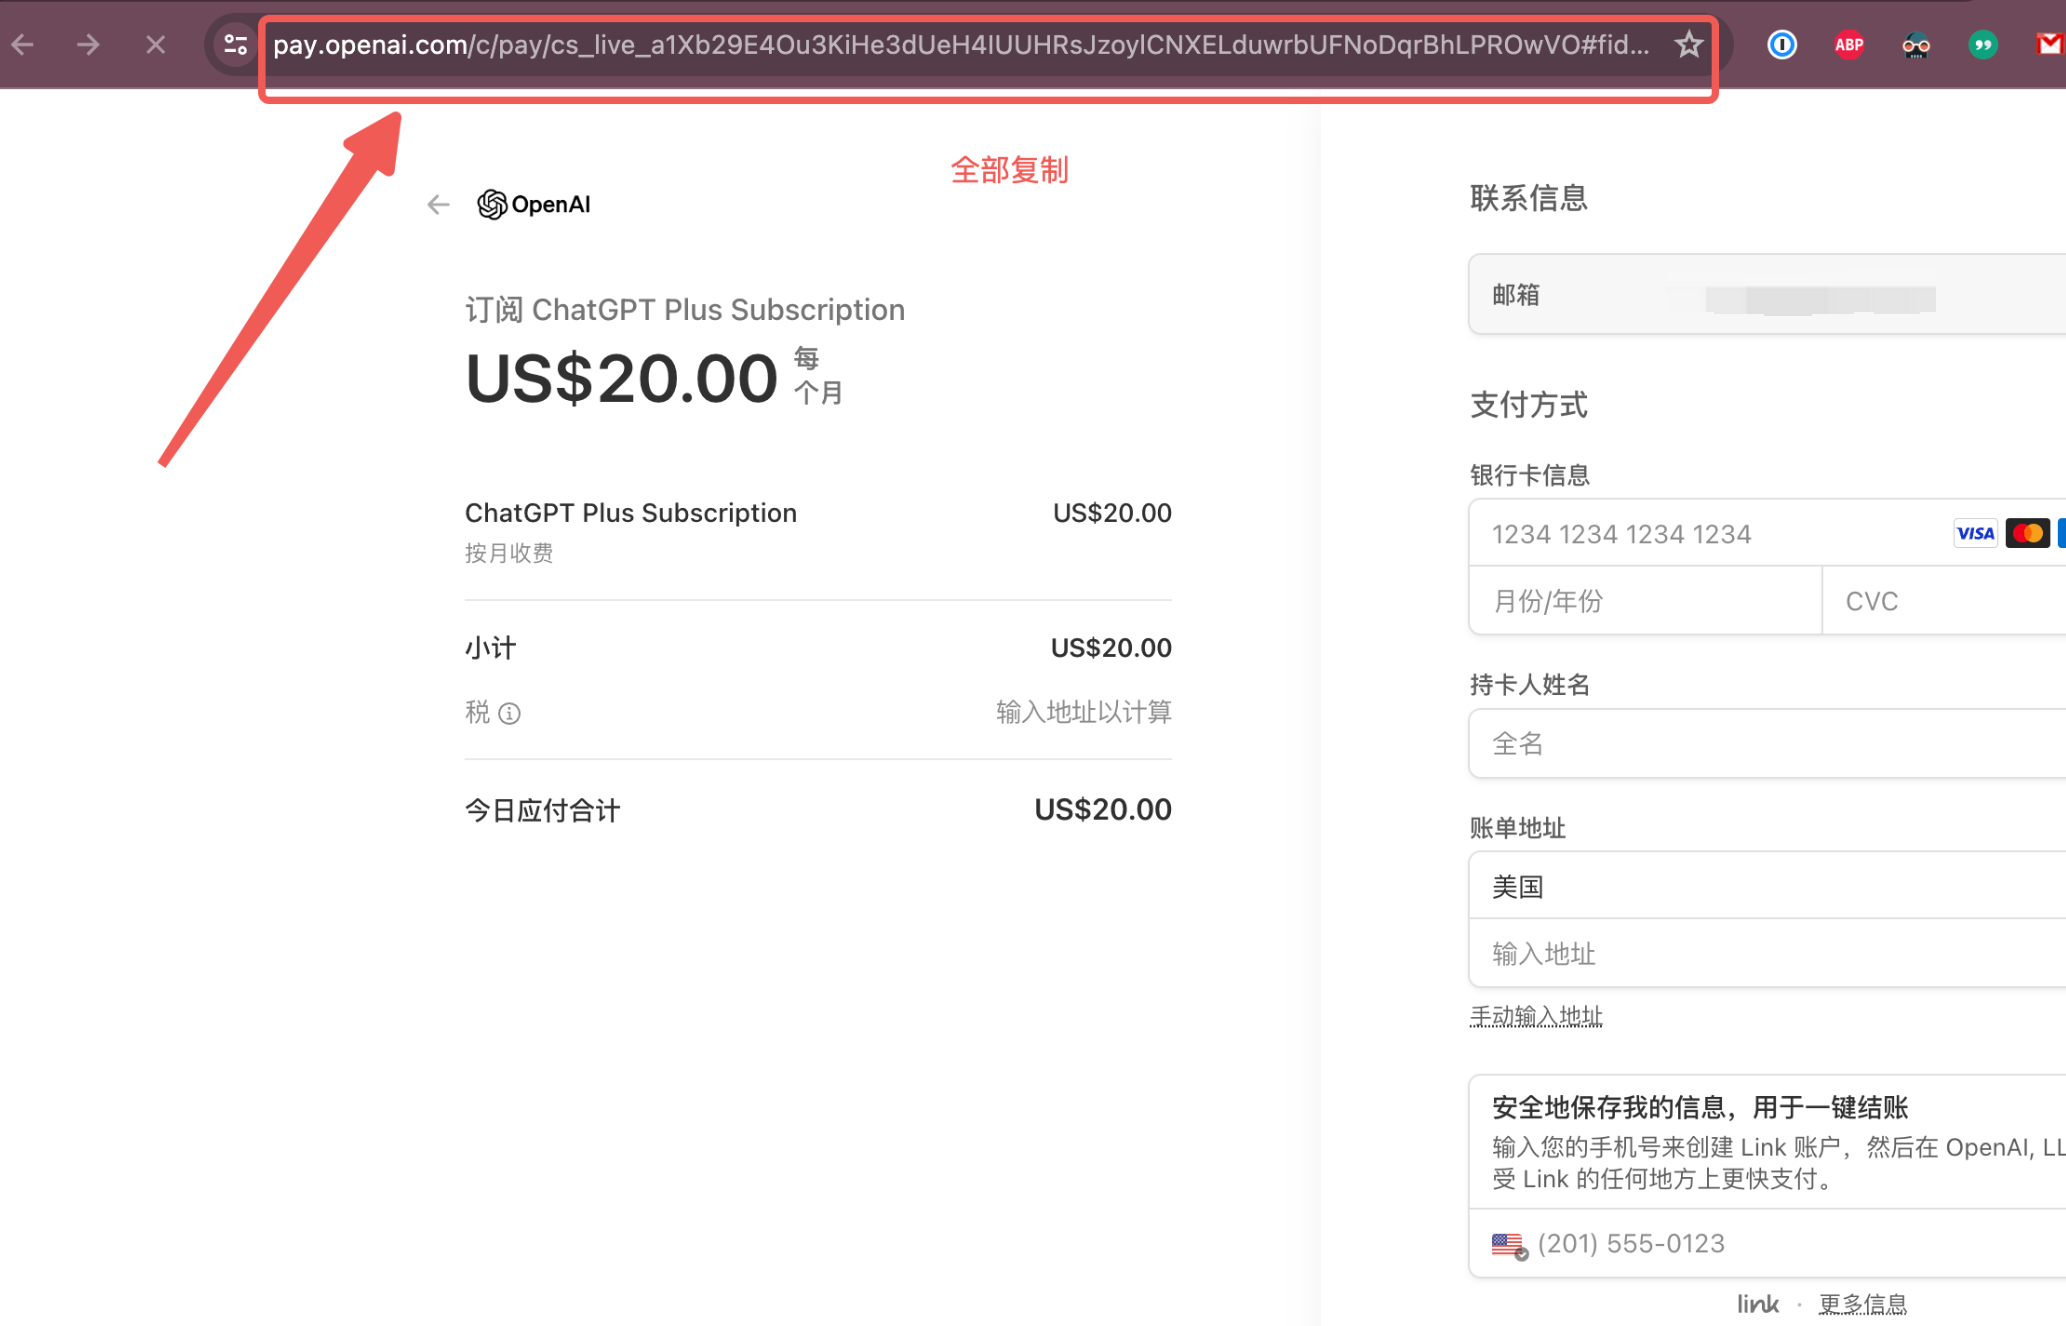 pay.openai.com/c/pay/cs_live_a1Xb29E4Ou3KiHe3dUeH4IUUHRsJzoylCNXELduwrbUFNoDqrBhLPROwVO#fid...
ABP
全部复制
OpenAI
订阅 ChatGPT Plus Subscription
US$20.00 每个月
ChatGPT Plus Subscription US$20.00
按月收费
小计 US$20.00
税 输入地址以计算
今日应付合计 US$20.00
联系信息
邮箱
支付方式
银行卡信息
1234 1234 1234 1234 VISA
月份/年份 CVC
持卡人姓名
全名
账单地址
美国
输入地址
手动输入地址
安全地保存我的信息，用于一键结账
输入您的手机号来创建 Link 账户，然后在 OpenAI, LL
受 Link 的任何地方上更快支付。
(201) 555-0123
link · 更多信息